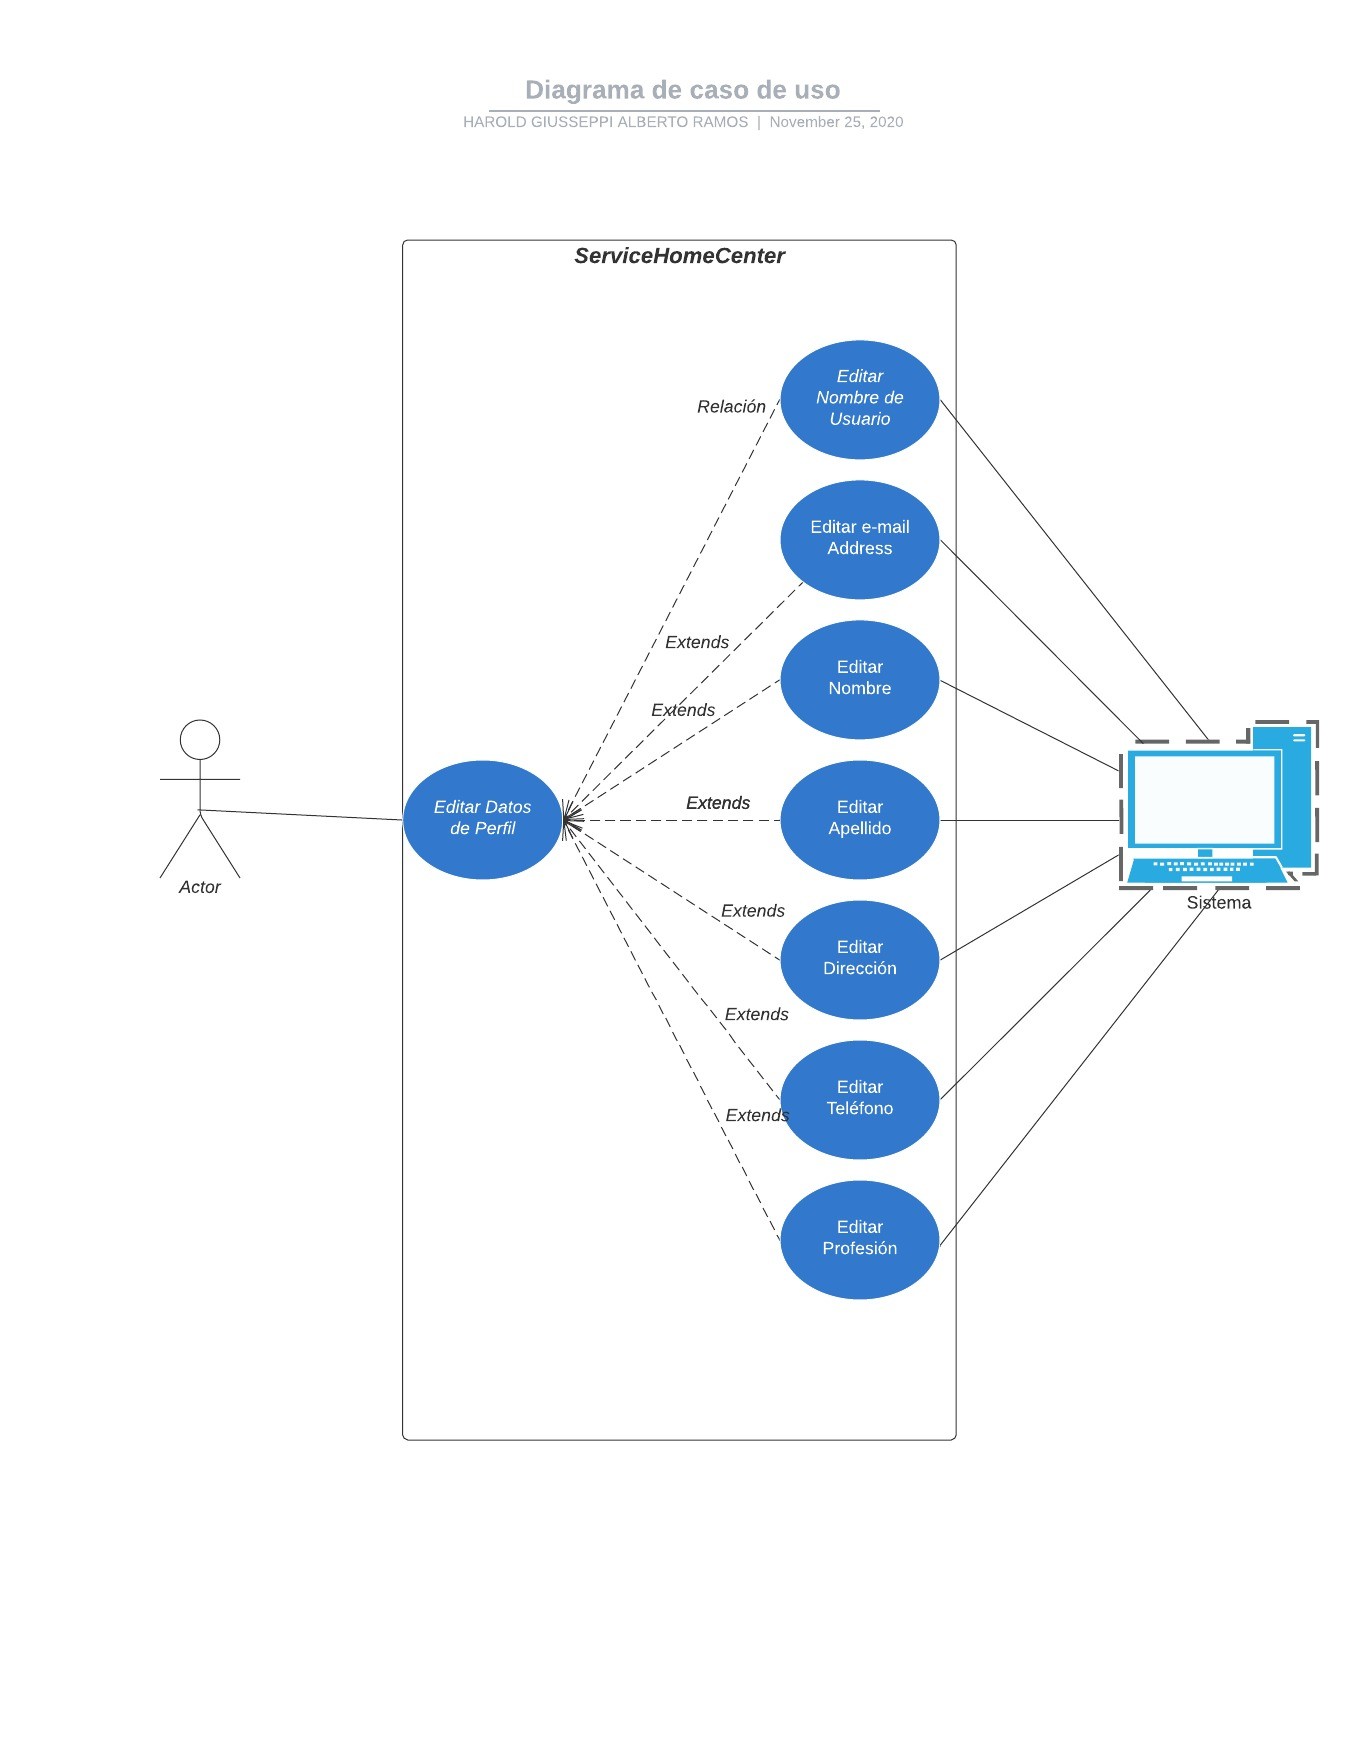 Diagrama de caso de uso
HAROLD GIUSSEPPI ALBERTO RAMOS | November 25, 2020
ServiceHomeCenter
Editar
Nombre de
Usuario
Relación
Editar e-mail
Address
Extends
Editar
Nombre
Extends
Editar Datos
de Perfil
Extends
Editar
Apellido
Actor
Sistema
Extends
Editar
Dirección
Extends
Editar
Teléfono
Extends
Editar
Profesión